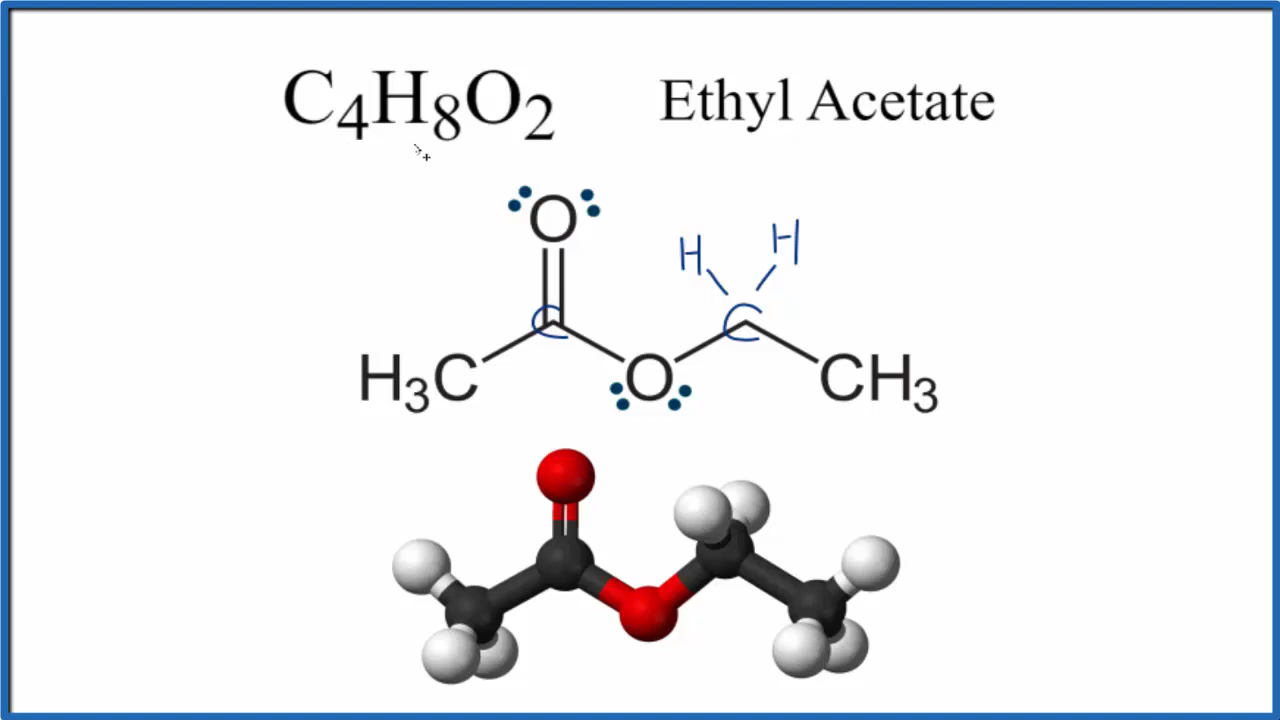 C₄H₈O₂ Ethyl Acetate
O
H H
C C
H₃C O CH₃